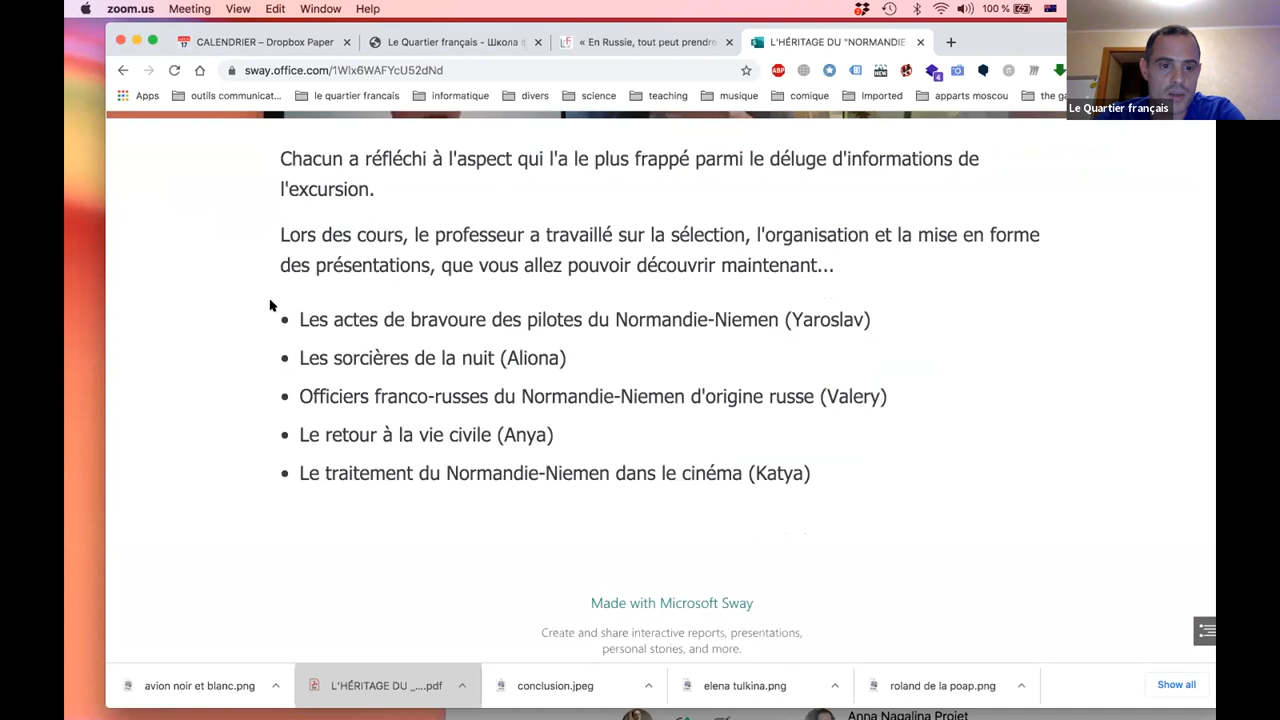 zoom.us Meeting View Edit Window Help 100 %
CALENDRIER – Dropbox Paper × Le Quartier français - Школа ф × « En Russie, tout peut prendre × L'HÉRITAGE DU "NORMANDIE × +
sway.office.com/1Wlx6WAFYcU52dNd ABP NEW 4
Apps outils communicat... le quartier francais informatique divers science teaching musique comique Imported apparts moscou the ga
Le Quartier français
Chacun a réfléchi à l'aspect qui l'a le plus frappé parmi le déluge d'informations de
l'excursion.
Lors des cours, le professeur a travaillé sur la sélection, l'organisation et la mise en forme
des présentations, que vous allez pouvoir découvrir maintenant...
• Les actes de bravoure des pilotes du Normandie-Niemen (Yaroslav)
• Les sorcières de la nuit (Aliona)
• Officiers franco-russes du Normandie-Niemen d'origine russe (Valery)
• Le retour à la vie civile (Anya)
• Le traitement du Normandie-Niemen dans le cinéma (Katya)
Made with Microsoft Sway
Create and share interactive reports, presentations,
personal stories, and more.
avion noir et blanc.png L'HÉRITAGE DU _....pdf conclusion.jpeg elena tulkina.png roland de la poap.png Show all
Anna Nagalina Projet